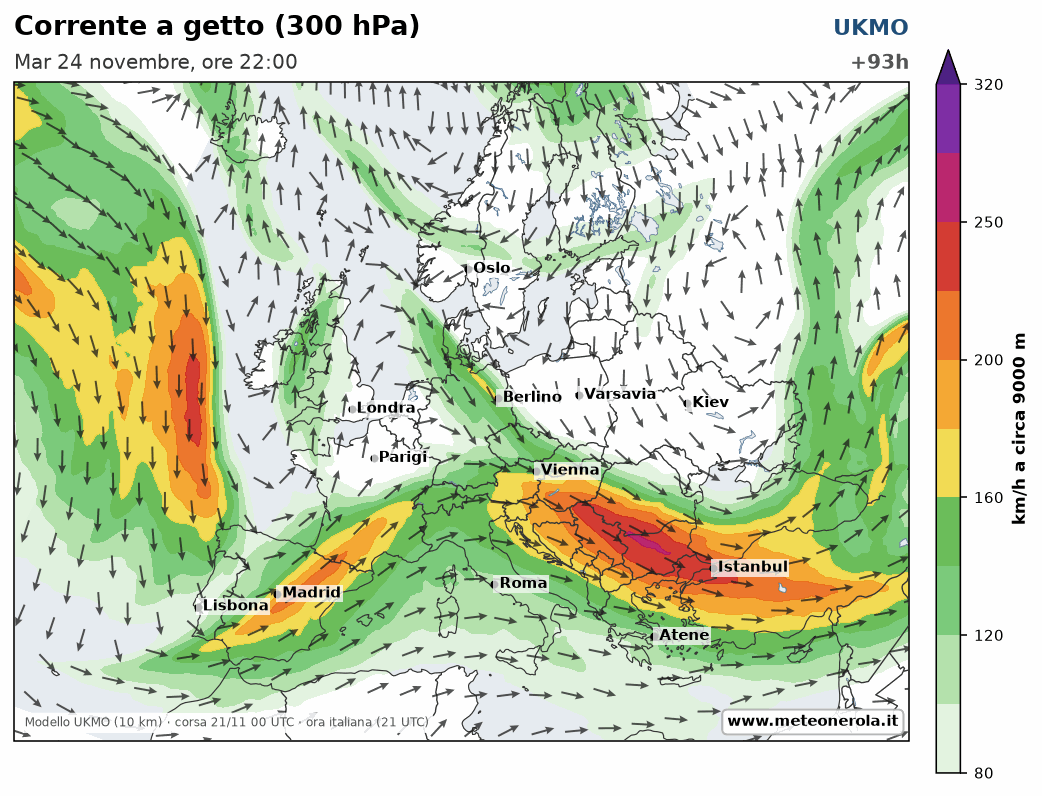 Corrente a getto (300 hPa)
UKMO
Mar 24 novembre, ore 22:00
+93h
Oslo
Berlino
Varsavia
Kiev
Londra
Parigi
Vienna
Istanbul
Roma
Madrid
Lisbona
Atene
Modello UKMO (10 km) · corsa 21/11 00 UTC · ora italiana (21 UTC)
www.meteonerola.it
320
250
200
160
120
80
km/h a circa 9000 m